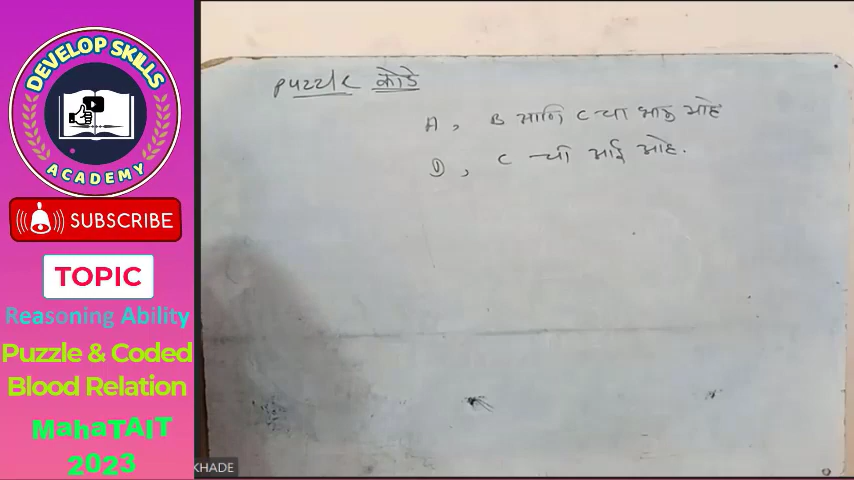 DEVELOP SKILLS
ACADEMY
SUBSCRIBE
TOPIC
Reasoning Ability
Puzzle & Coded
Blood Relation
MahaTAIT
2023
Puzzle कोडे
A, B आणि C च्या भाऊ आहे
D, C ची आई आहे.
KHADE